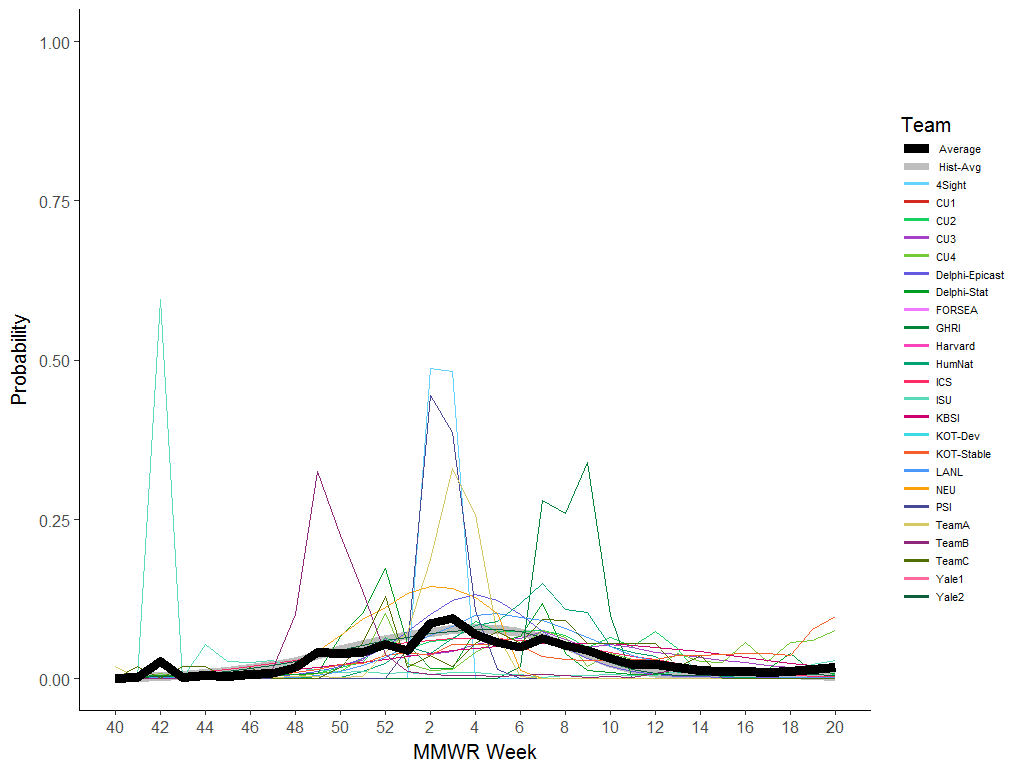 1.00
0.75
0.50
0.25
0.00
Probability
40 42 44 46 48 50 52 2 4 6 8 10 12 14 16 18 20
MMWR Week
Team
Average
Hist-Avg
4Sight
CU1
CU2
CU3
CU4
Delphi-Epicast
Delphi-Stat
FORSEA
GHRI
Harvard
HumNat
ICS
ISU
KBSI
KOT-Dev
KOT-Stable
LANL
NEU
PSI
TeamA
TeamB
TeamC
Yale1
Yale2